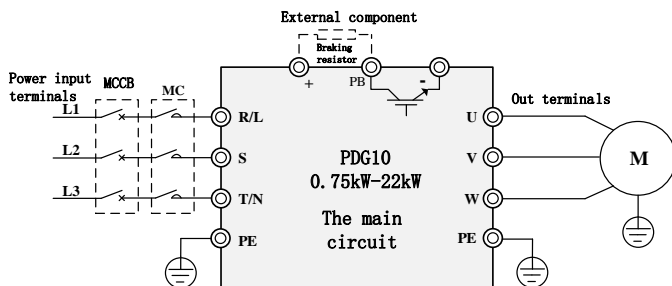 External component
Braking
resistor
+
PB
-
Power input
terminals
MCCB
MC
L1
R/L
U
Out terminals
L2
S
V
M
L3
T/N
W
PE
PE
PDG10
0.75kW-22kW
The main
circuit